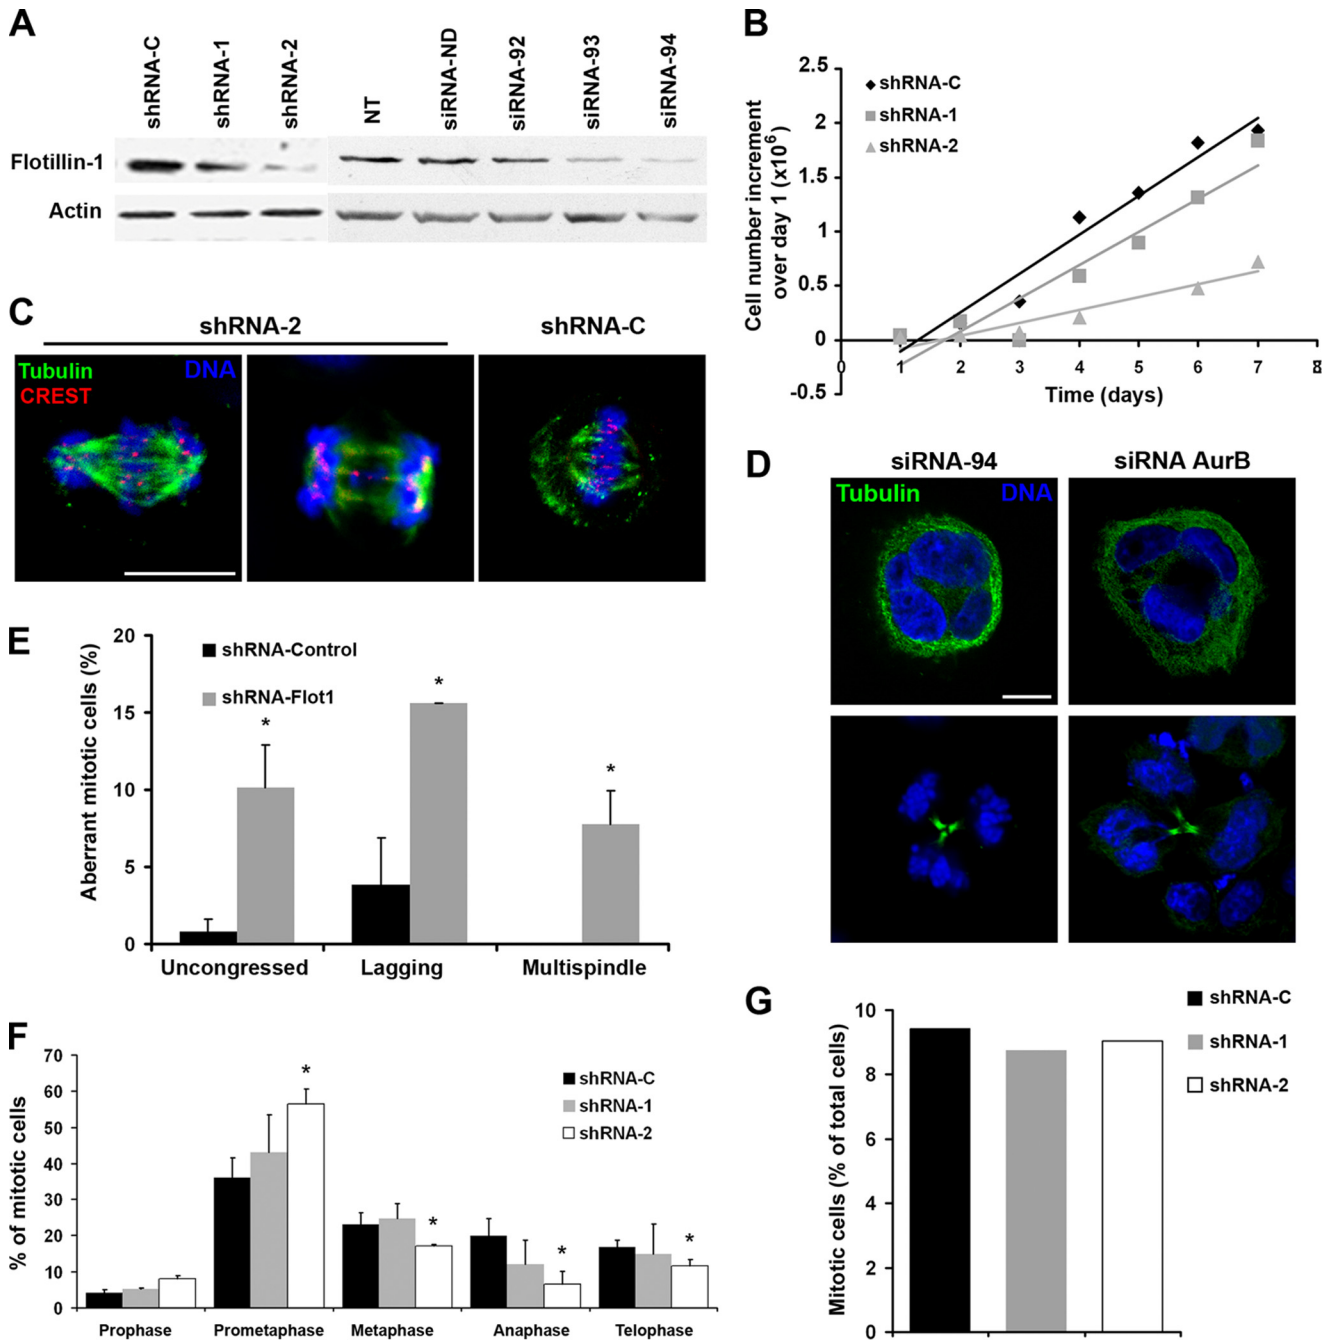 A
shRNA-C
shRNA-1
shRNA-2
NT
siRNA-ND
siRNA-92
siRNA-93
siRNA-94
Flotillin-1
Actin
B
2.5
2
1.5
1
0.5
0
-0.5
Cell number increment
over day 1 (x10⁶)
shRNA-C
shRNA-1
shRNA-2
0 1 2 3 4 5 6 7 8
Time (days)
C
shRNA-2
shRNA-C
Tubulin
DNA
CREST
D
siRNA-94
siRNA AurB
Tubulin
DNA
E
Aberrant mitotic cells (%)
20
15
10
5
0
shRNA-Control
shRNA-Flot1
*
*
*
Uncongressed
Lagging
Multispindle
F
% of mitotic cells
70
60
50
40
30
20
10
0
shRNA-C
shRNA-1
shRNA-2
*
*
*
*
Prophase
Prometaphase
Metaphase
Anaphase
Telophase
G
Mitotic cells (% of total cells)
10
8
6
4
2
0
shRNA-C
shRNA-1
shRNA-2